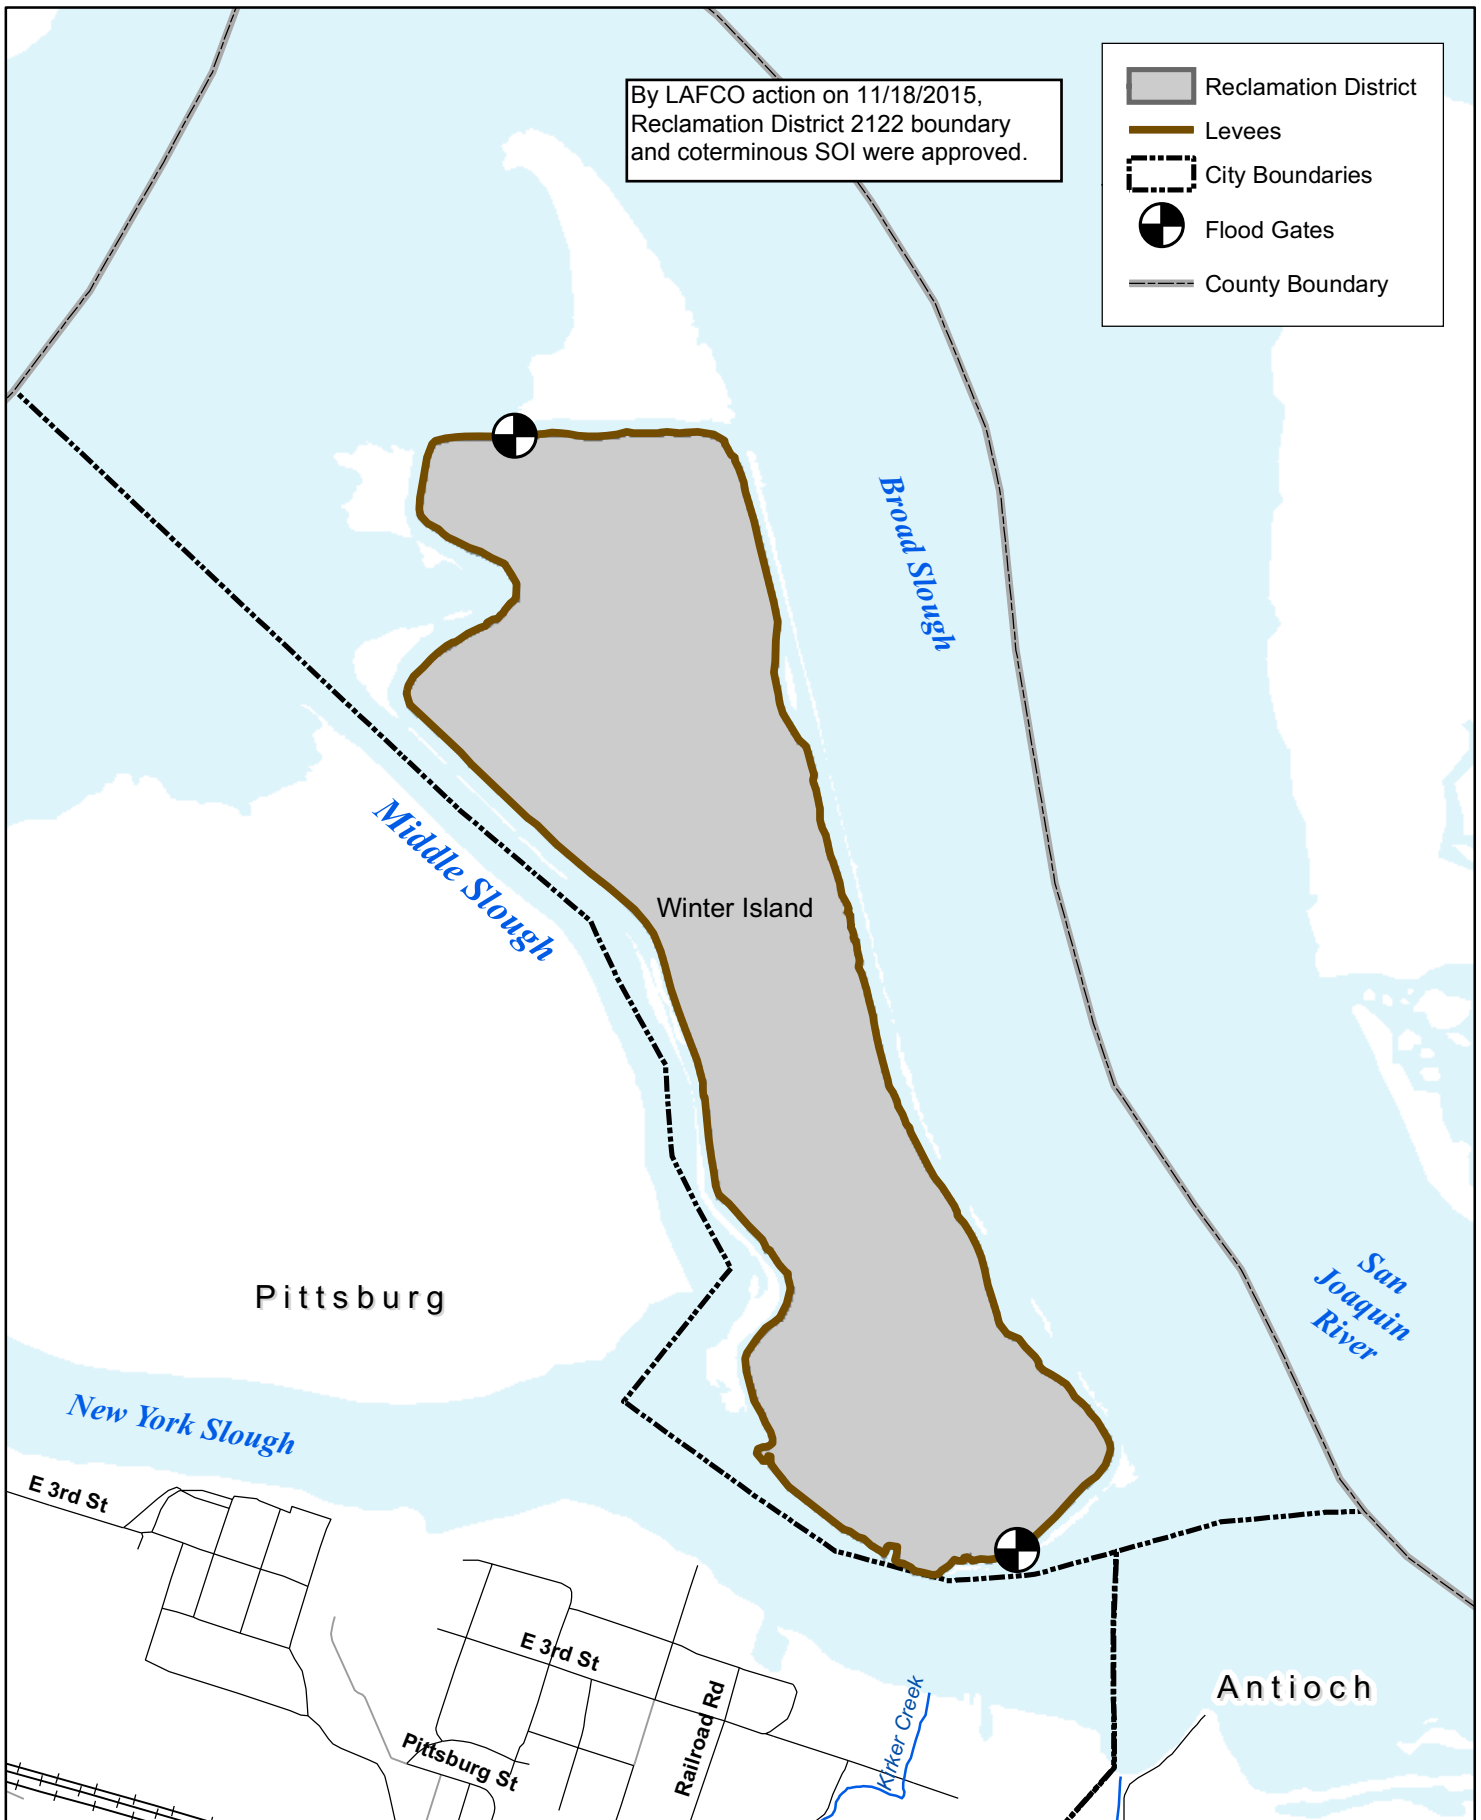 By LAFCO action on 11/18/2015,
Reclamation District 2122 boundary
and coterminous SOI were approved.
Reclamation District
Levees
City Boundaries
Flood Gates
County Boundary
Broad Slough
Middle Slough
Winter Island
San
Joaquin
River
Pittsburg
New York Slough
E 3rd St
E 3rd St
Railroad Rd
Pittsburg St
Kirker Creek
Antioch